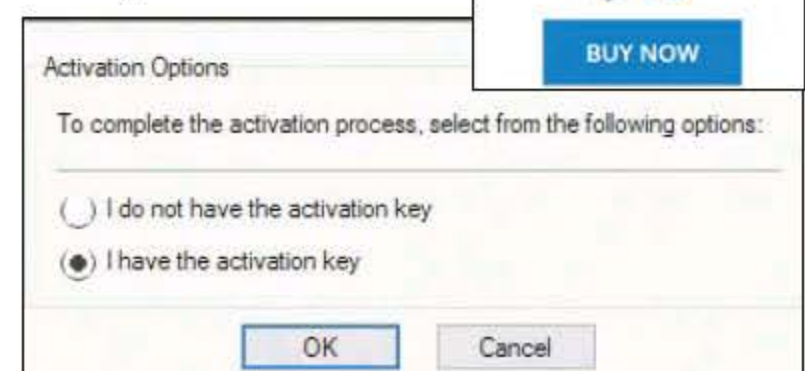 BUY NOW
Activation Options
To complete the activation process, select from the following options:
I do not have the activation key
I have the activation key
OK
Cancel